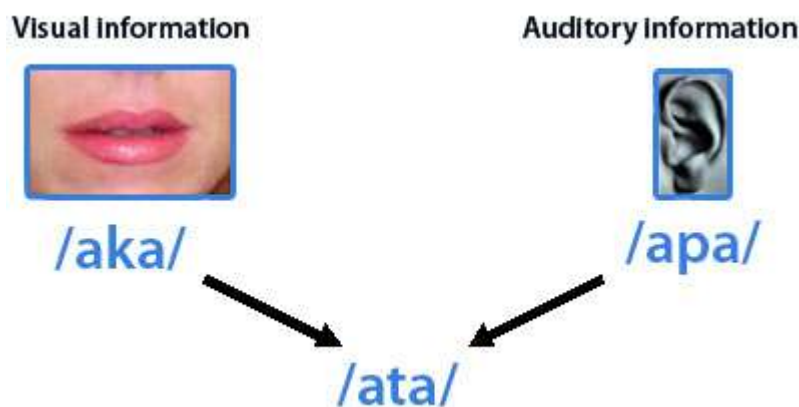 Visual information
Auditory information
/aka/
/apa/
/ata/